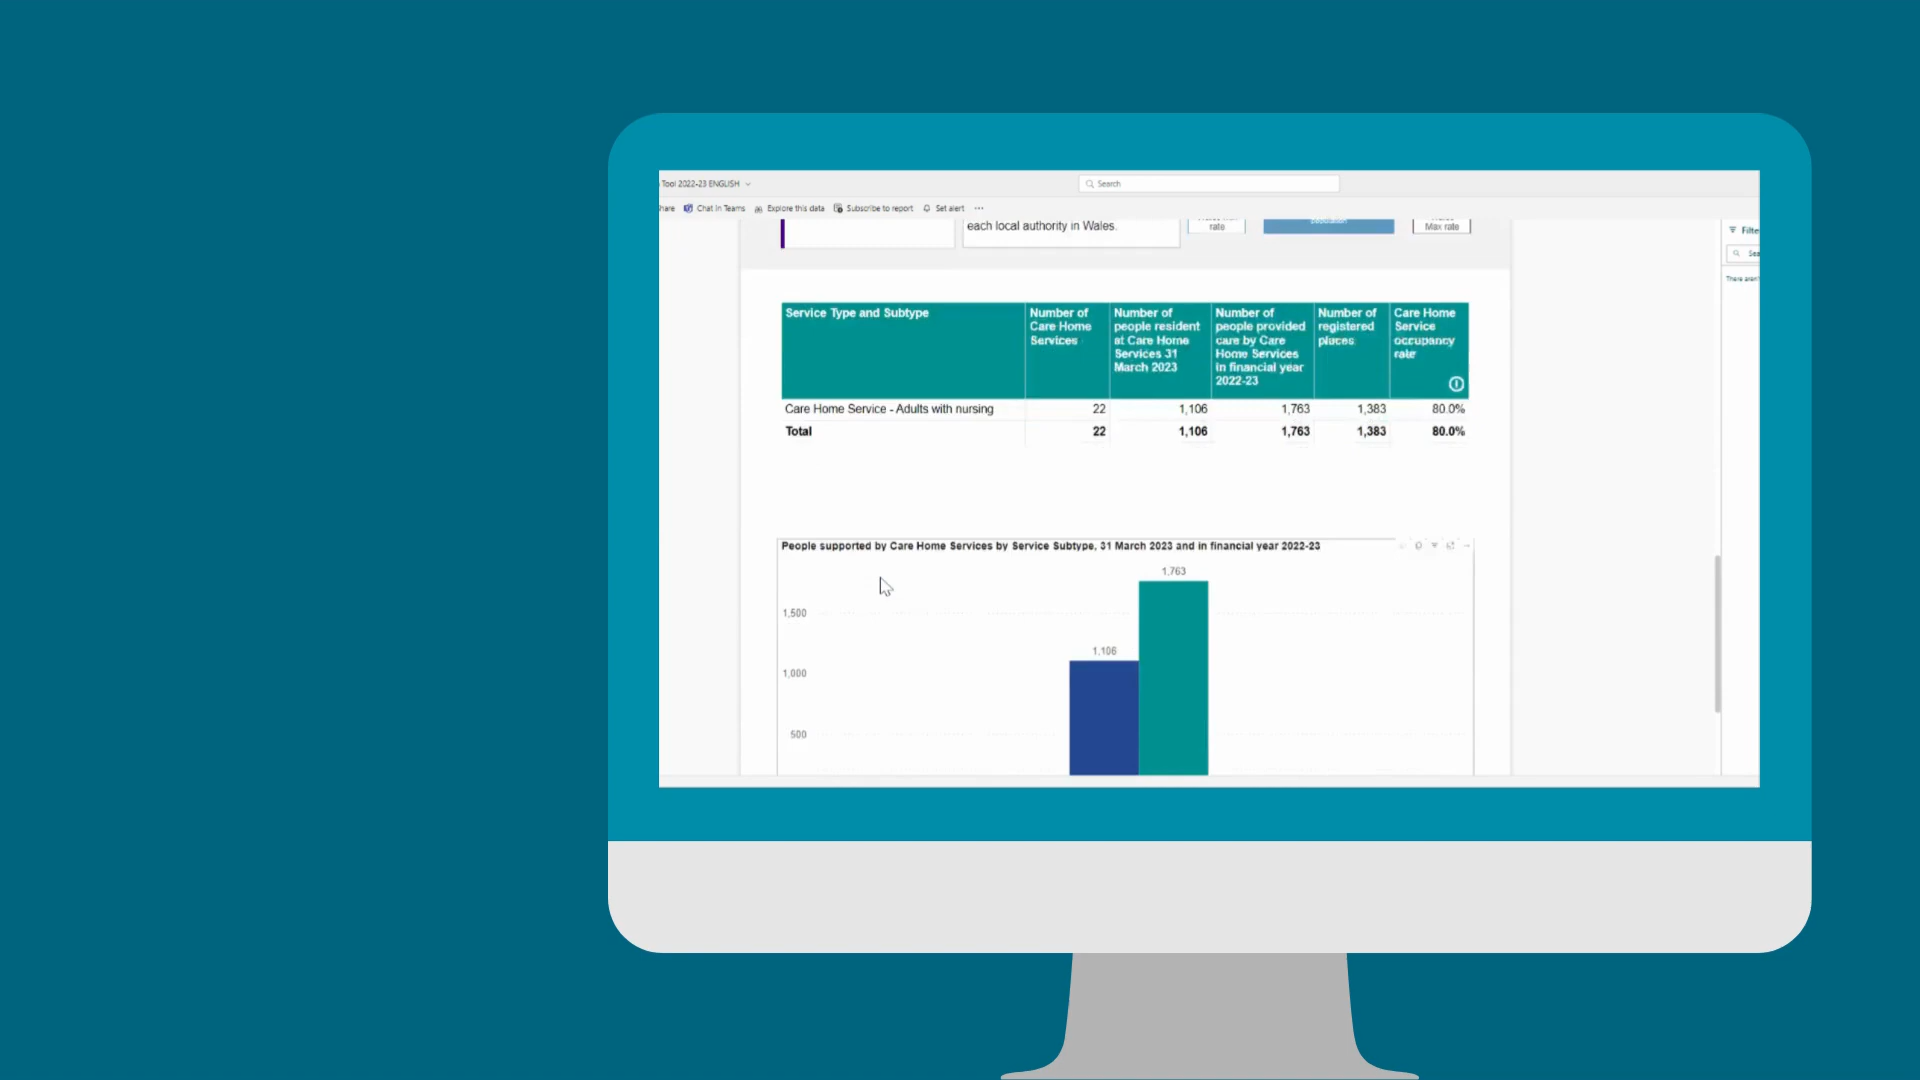 Tool 2022-23 ENGLISH
Search
hare Chat in Teams Explore this data Subscribe to report Set alert ...
each local authority in Wales.
rate
Max rate
Filte
Sea
There aren't
Service Type and Subtype
Number of
Care Home
Services
Number of
people resident
at Care Home
Services 31
March 2023
Number of
people provided
care by Care
Home Services
in financial year
2022-23
Number of
registered
places
Care Home
Service
occupancy
rate
Care Home Service - Adults with nursing 22 1,106 1,763 1,383 80.0%
Total 22 1,106 1,763 1,383 80.0%
People supported by Care Home Services by Service Subtype, 31 March 2023 and in financial year 2022-23
1,763
1,500
1,106
1,000
500